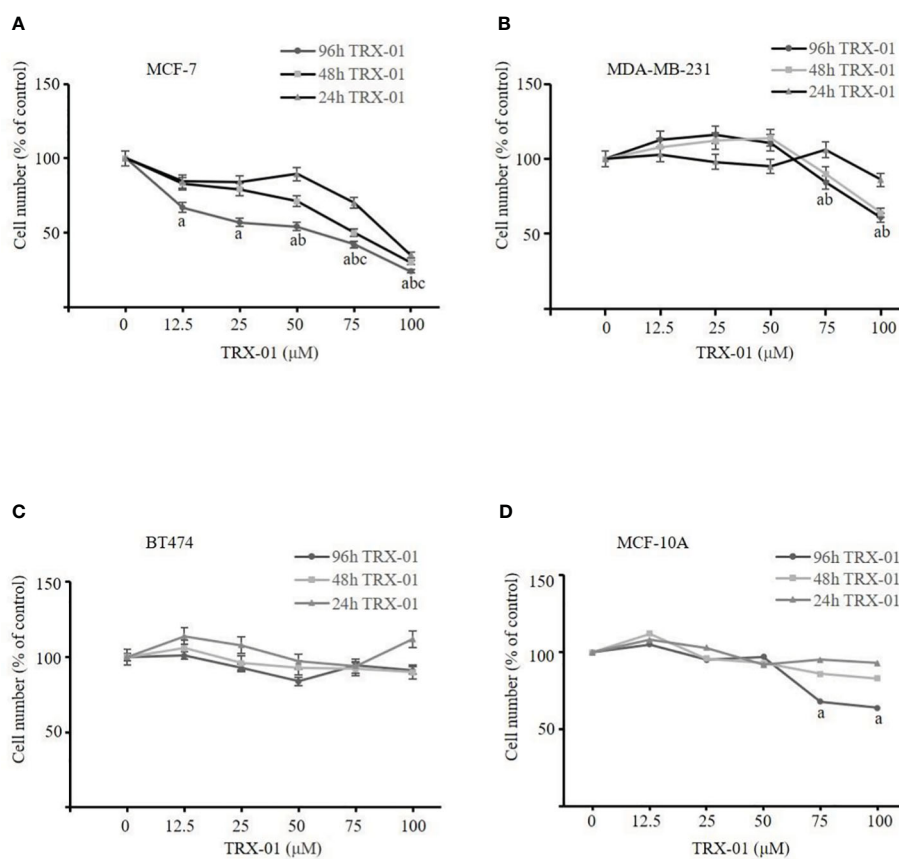 A
MCF-7
96h TRX-01
48h TRX-01
24h TRX-01
Cell number (% of control)
150
100
50
a
a
ab
abc
abc
0 12.5 25 50 75 100
TRX-01 (μM)
B
MDA-MB-231
96h TRX-01
48h TRX-01
24h TRX-01
Cell number (% of control)
150
100
50
ab
ab
0 12.5 25 50 75 100
TRX-01 (μM)
C
BT474
96h TRX-01
48h TRX-01
24h TRX-01
Cell number (% of control)
150
100
50
0 12.5 25 50 75 100
TRX-01 (μM)
D
MCF-10A
96h TRX-01
48h TRX-01
24h TRX-01
Cell number (% of control)
150
100
50
a
a
0 12.5 25 50 75 100
TRX-01 (μM)